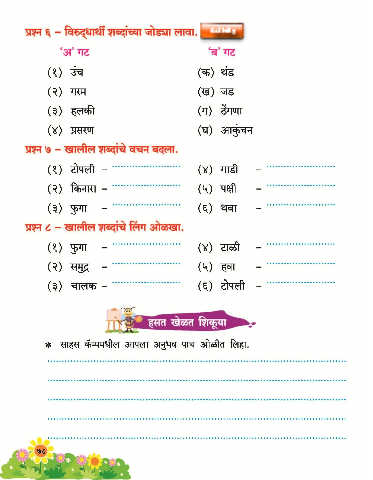 प्रश्न ६ – विरुद्धार्थी शब्दांच्या जोड्या लावा.
‘अ’ गट ‘ब’ गट
(१) उंच (क) थंड
(२) गरम (ख) जड
(३) हलकी (ग) ठेंगणा
(४) प्रसरण (घ) आकुंचन
प्रश्न ७ – खालील शब्दांचे वचन बदला.
(१) टोपली – (४) गाडी –
(२) किनारा – (५) पक्षी –
(३) फुगा – (६) थवा –
प्रश्न ८ – खालील शब्दांचे लिंग ओळखा.
(१) फुगा – (४) टाळी –
(२) समुद्र – (५) हवा –
(३) चालक – (६) टोपली –
हसत खेळत शिकूया
* साहस कॅम्पमधील आपला अनुभव पाच ओळीत लिहा.